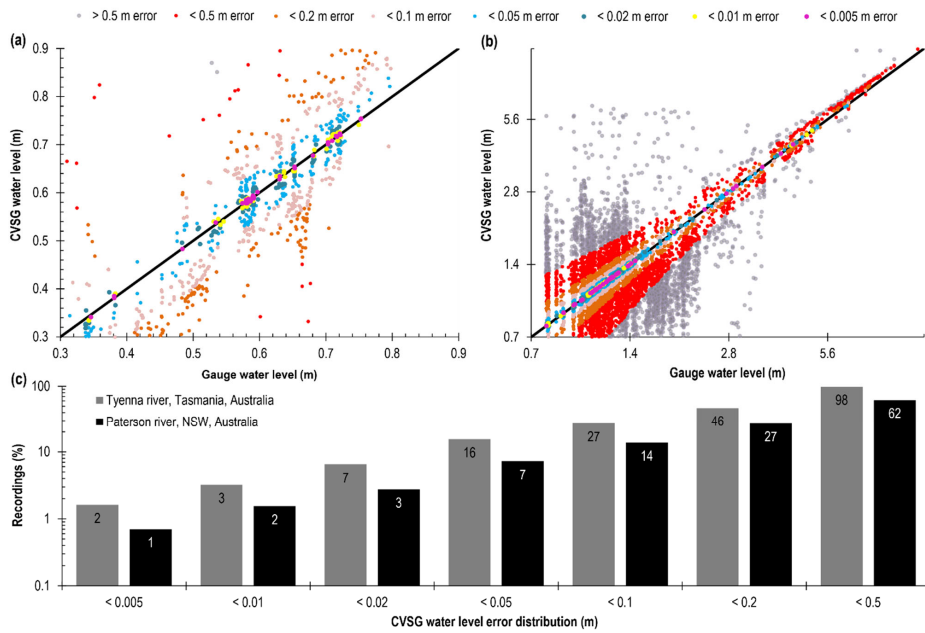 > 0.5 m error < 0.5 m error < 0.2 m error < 0.1 m error < 0.05 m error < 0.02 m error < 0.01 m error < 0.005 m error
(a)
0.9
0.8
0.7
0.6
0.5
0.4
0.3
CVSG water level (m)
0.3 0.4 0.5 0.6 0.7 0.8 0.9
Gauge water level (m)
(b)
5.6
2.8
1.4
0.7
CVSG water level (m)
0.7 1.4 2.8 5.6
Gauge water level (m)
(c)
100
10
1
0.1
Recordings (%)
Tyenna river, Tasmania, Australia
Paterson river, NSW, Australia
2 1 3 2 7 3 16 7 27 14 46 27 98 62
< 0.005 < 0.01 < 0.02 < 0.05 < 0.1 < 0.2 < 0.5
CVSG water level error distribution (m)